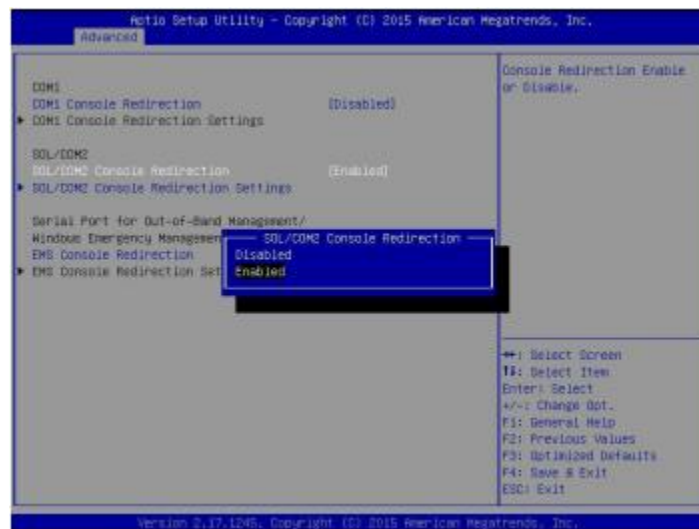 Aptio Setup Utility - Copyright (C) 2015 American Megatrends, Inc.
Advanced
COM1
COM1 Console Redirection [Disabled]
COM1 Console Redirection Settings
SOL/COM2
SOL/COM2 Console Redirection [Enabled]
SOL/COM2 Console Redirection Settings
Serial Port for Out-of-Band Management/
Windows Emergency Managemen
EMS Console Redirection
EMS Console Redirection Set
SOL/COM2 Console Redirection
Disabled
Enabled
Console Redirection Enable
or Disable.
: Select Screen
: Select Item
Enter: Select
+/-: Change Opt.
F1: General Help
F2: Previous Values
F3: Optimized Defaults
F4: Save & Exit
ESC: Exit
Version 2.17.1245. Copyright (C) 2015 American Megatrends, Inc.